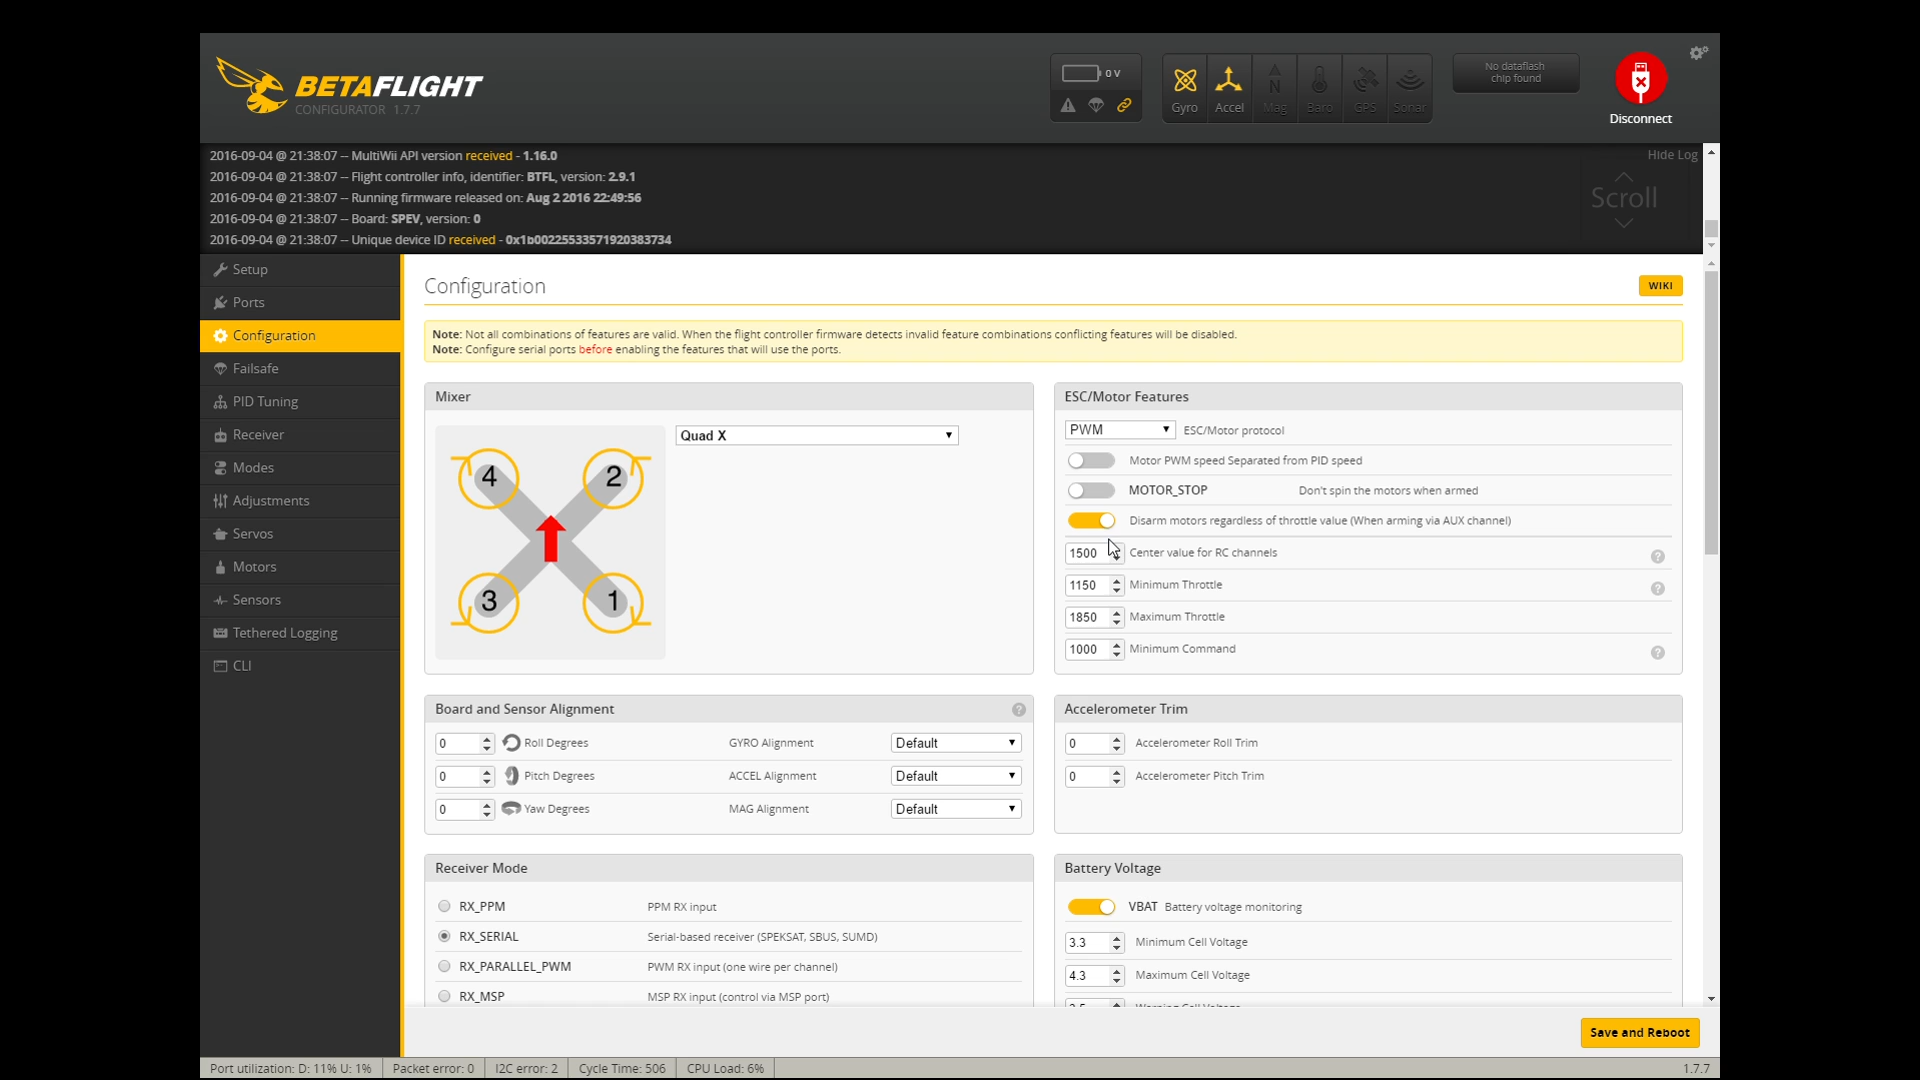 BETAFLIGHT
CONFIGURATOR 1.7.7
0 V
Gyro
Accel
Mag
Baro
GPS
Sonar
No dataflash
chip found
Disconnect
2016-09-04 @ 21:38:07 -- MultiWii API version received - 1.16.0
2016-09-04 @ 21:38:07 -- Flight controller info, identifier: BTFL, version: 2.9.1
2016-09-04 @ 21:38:07 -- Running firmware released on: Aug 2 2016 22:49:56
2016-09-04 @ 21:38:07 -- Board: SPEV, version: 0
2016-09-04 @ 21:38:07 -- Unique device ID received - 0x1b00225533571920383734
Hide Log
Scroll
Setup
Ports
Configuration
Failsafe
PID Tuning
Receiver
Modes
Adjustments
Servos
Motors
Sensors
Tethered Logging
CLI
Configuration
WIKI
Note: Not all combinations of features are valid. When the flight controller firmware detects invalid feature combinations conflicting features will be disabled.
Note: Configure serial ports before enabling the features that will use the ports.
Mixer
Quad X
4
2
3
1
ESC/Motor Features
PWM ESC/Motor protocol
Motor PWM speed Separated from PID speed
MOTOR_STOP Don't spin the motors when armed
Disarm motors regardless of throttle value (When arming via AUX channel)
1500 Center value for RC channels ?
1150 Minimum Throttle ?
1850 Maximum Throttle
1000 Minimum Command ?
Board and Sensor Alignment ?
0 Roll Degrees GYRO Alignment Default
0 Pitch Degrees ACCEL Alignment Default
0 Yaw Degrees MAG Alignment Default
Accelerometer Trim
0 Accelerometer Roll Trim
0 Accelerometer Pitch Trim
Receiver Mode
RX_PPM PPM RX input
RX_SERIAL Serial-based receiver (SPEKSAT, SBUS, SUMD)
RX_PARALLEL_PWM PWM RX input (one wire per channel)
RX_MSP MSP RX input (control via MSP port)
Battery Voltage
VBAT Battery voltage monitoring
3.3 Minimum Cell Voltage
4.3 Maximum Cell Voltage
Save and Reboot
Port utilization: D: 11% U: 1%
Packet error: 0
I2C error: 2
Cycle Time: 506
CPU Load: 6%
1.7.7